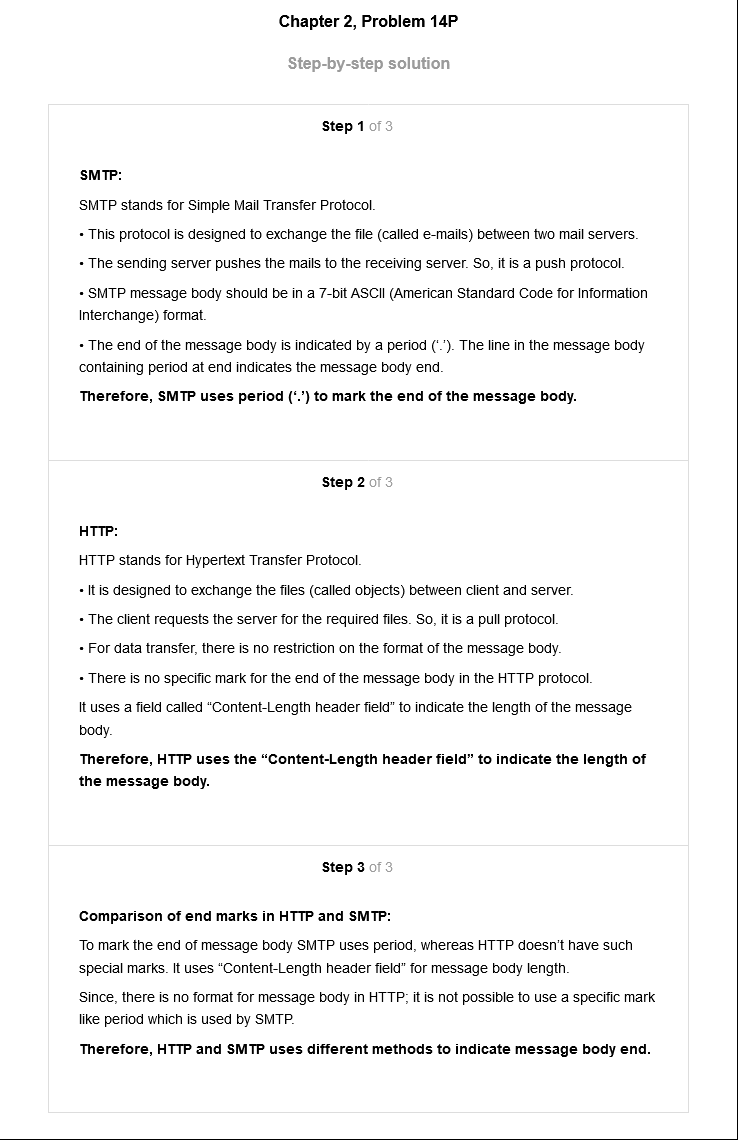 Chapter 2, Problem 14P
Step-by-step solution
Step 1 of 3
SMTP:
SMTP stands for Simple Mail Transfer Protocol.
• This protocol is designed to exchange the file (called e-mails) between two mail servers.
• The sending server pushes the mails to the receiving server. So, it is a push protocol.
• SMTP message body should be in a 7-bit ASCII (American Standard Code for Information
Interchange) format.
• The end of the message body is indicated by a period (‘.’). The line in the message body
containing period at end indicates the message body end.
Therefore, SMTP uses period (‘.’) to mark the end of the message body.
Step 2 of 3
HTTP:
HTTP stands for Hypertext Transfer Protocol.
• It is designed to exchange the files (called objects) between client and server.
• The client requests the server for the required files. So, it is a pull protocol.
• For data transfer, there is no restriction on the format of the message body.
• There is no specific mark for the end of the message body in the HTTP protocol.
It uses a field called “Content-Length header field” to indicate the length of the message
body.
Therefore, HTTP uses the “Content-Length header field” to indicate the length of
the message body.
Step 3 of 3
Comparison of end marks in HTTP and SMTP:
To mark the end of message body SMTP uses period, whereas HTTP doesn’t have such
special marks. It uses “Content-Length header field” for message body length.
Since, there is no format for message body in HTTP; it is not possible to use a specific mark
like period which is used by SMTP.
Therefore, HTTP and SMTP uses different methods to indicate message body end.